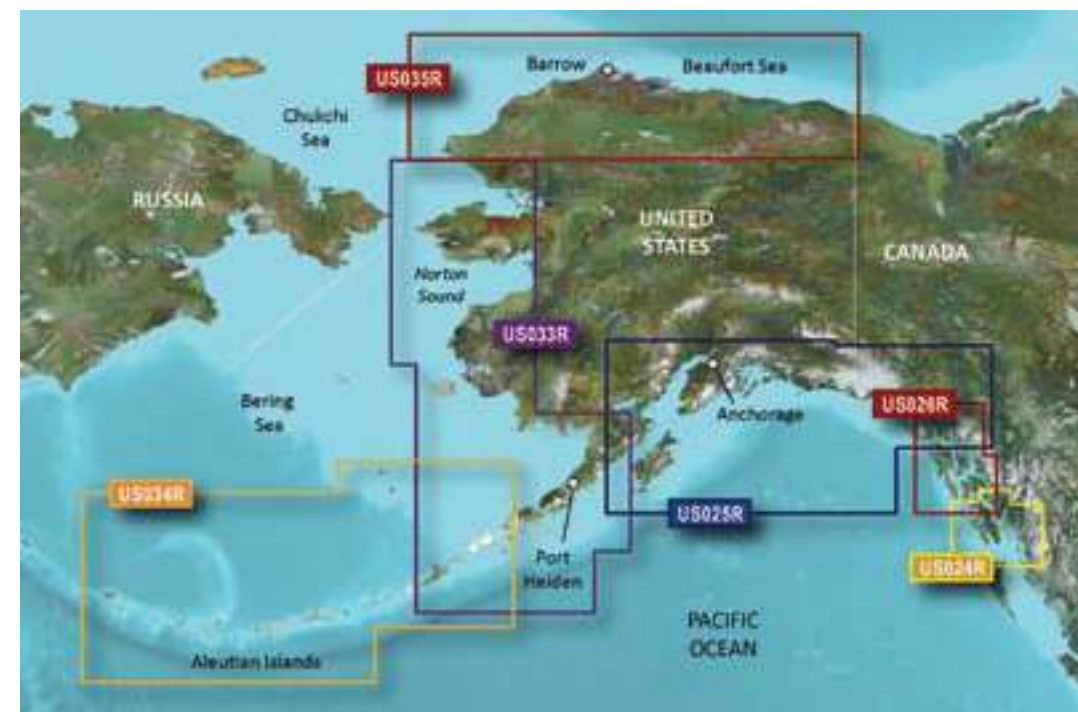 Barrow
Beaufort Sea
US035R
Chukchi
Sea
RUSSIA
UNITED
STATES
CANADA
Norton
Sound
US033R
Bering
Sea
Anchorage
US026R
US034R
US025R
Port
Heiden
US024R
PACIFIC
OCEAN
Aleutian Islands